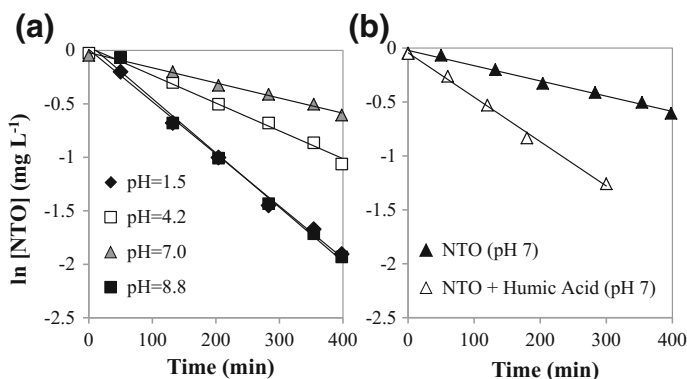 (a)
ln [NTO] (mg L⁻¹)
0
-0.5
-1
-1.5
-2
-2.5
pH=1.5
pH=4.2
pH=7.0
pH=8.8
0 100 200 300 400
Time (min)
(b)
0
-0.5
-1
-1.5
-2
-2.5
NTO (pH 7)
NTO + Humic Acid (pH 7)
0 100 200 300 400
Time (min)